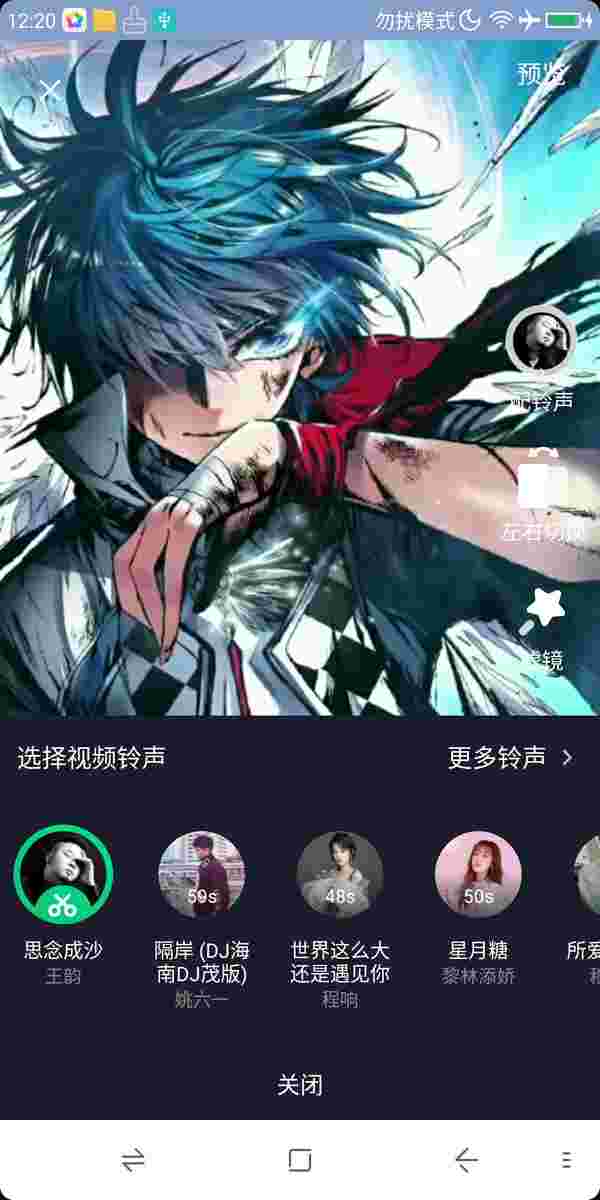 12:20
勿扰模式
预览
配铃声
左右切换
滤镜
选择视频铃声
更多铃声
59s
48s
50s
思念成沙
王韵
隔岸 (DJ海
南DJ茂版)
姚六一
世界这么大
还是遇见你
程响
星月糖
黎林添娇
所爱
关闭